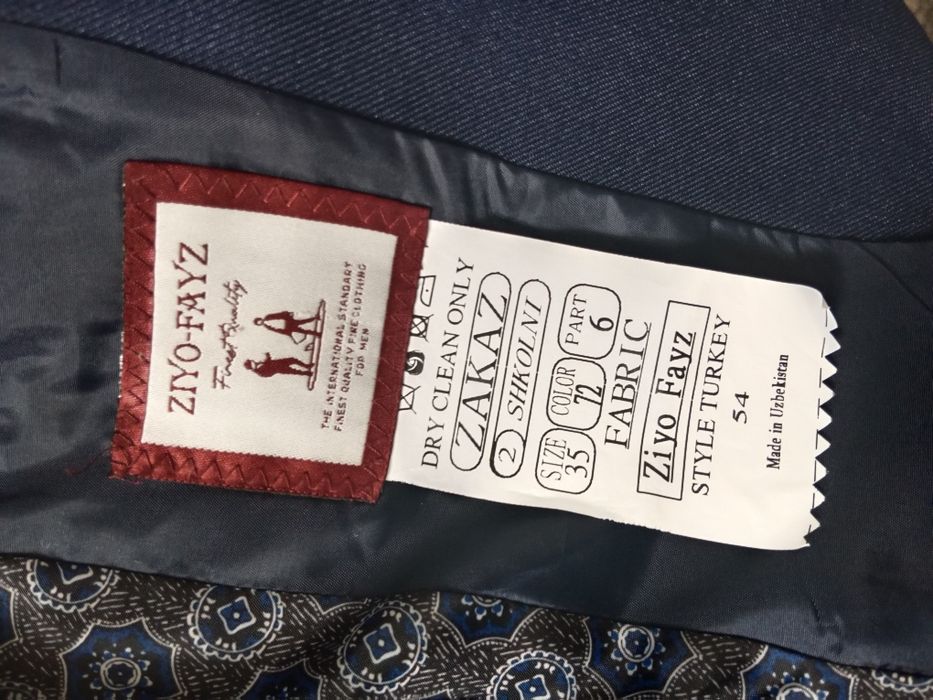 ZIYO-FAYZ
Finest Quality
THE INTERNATIONAL STANDART
FINEST QUALITY FINE CLOTHING
FOR MEN
DRY CLEAN ONLY
ZAKAZ
2 SHKOLNI
SIZE COLOR PART
35 72 6
FABRIC
Ziyo Fayz
STYLE TURKEY
54
Made in Uzbekistan